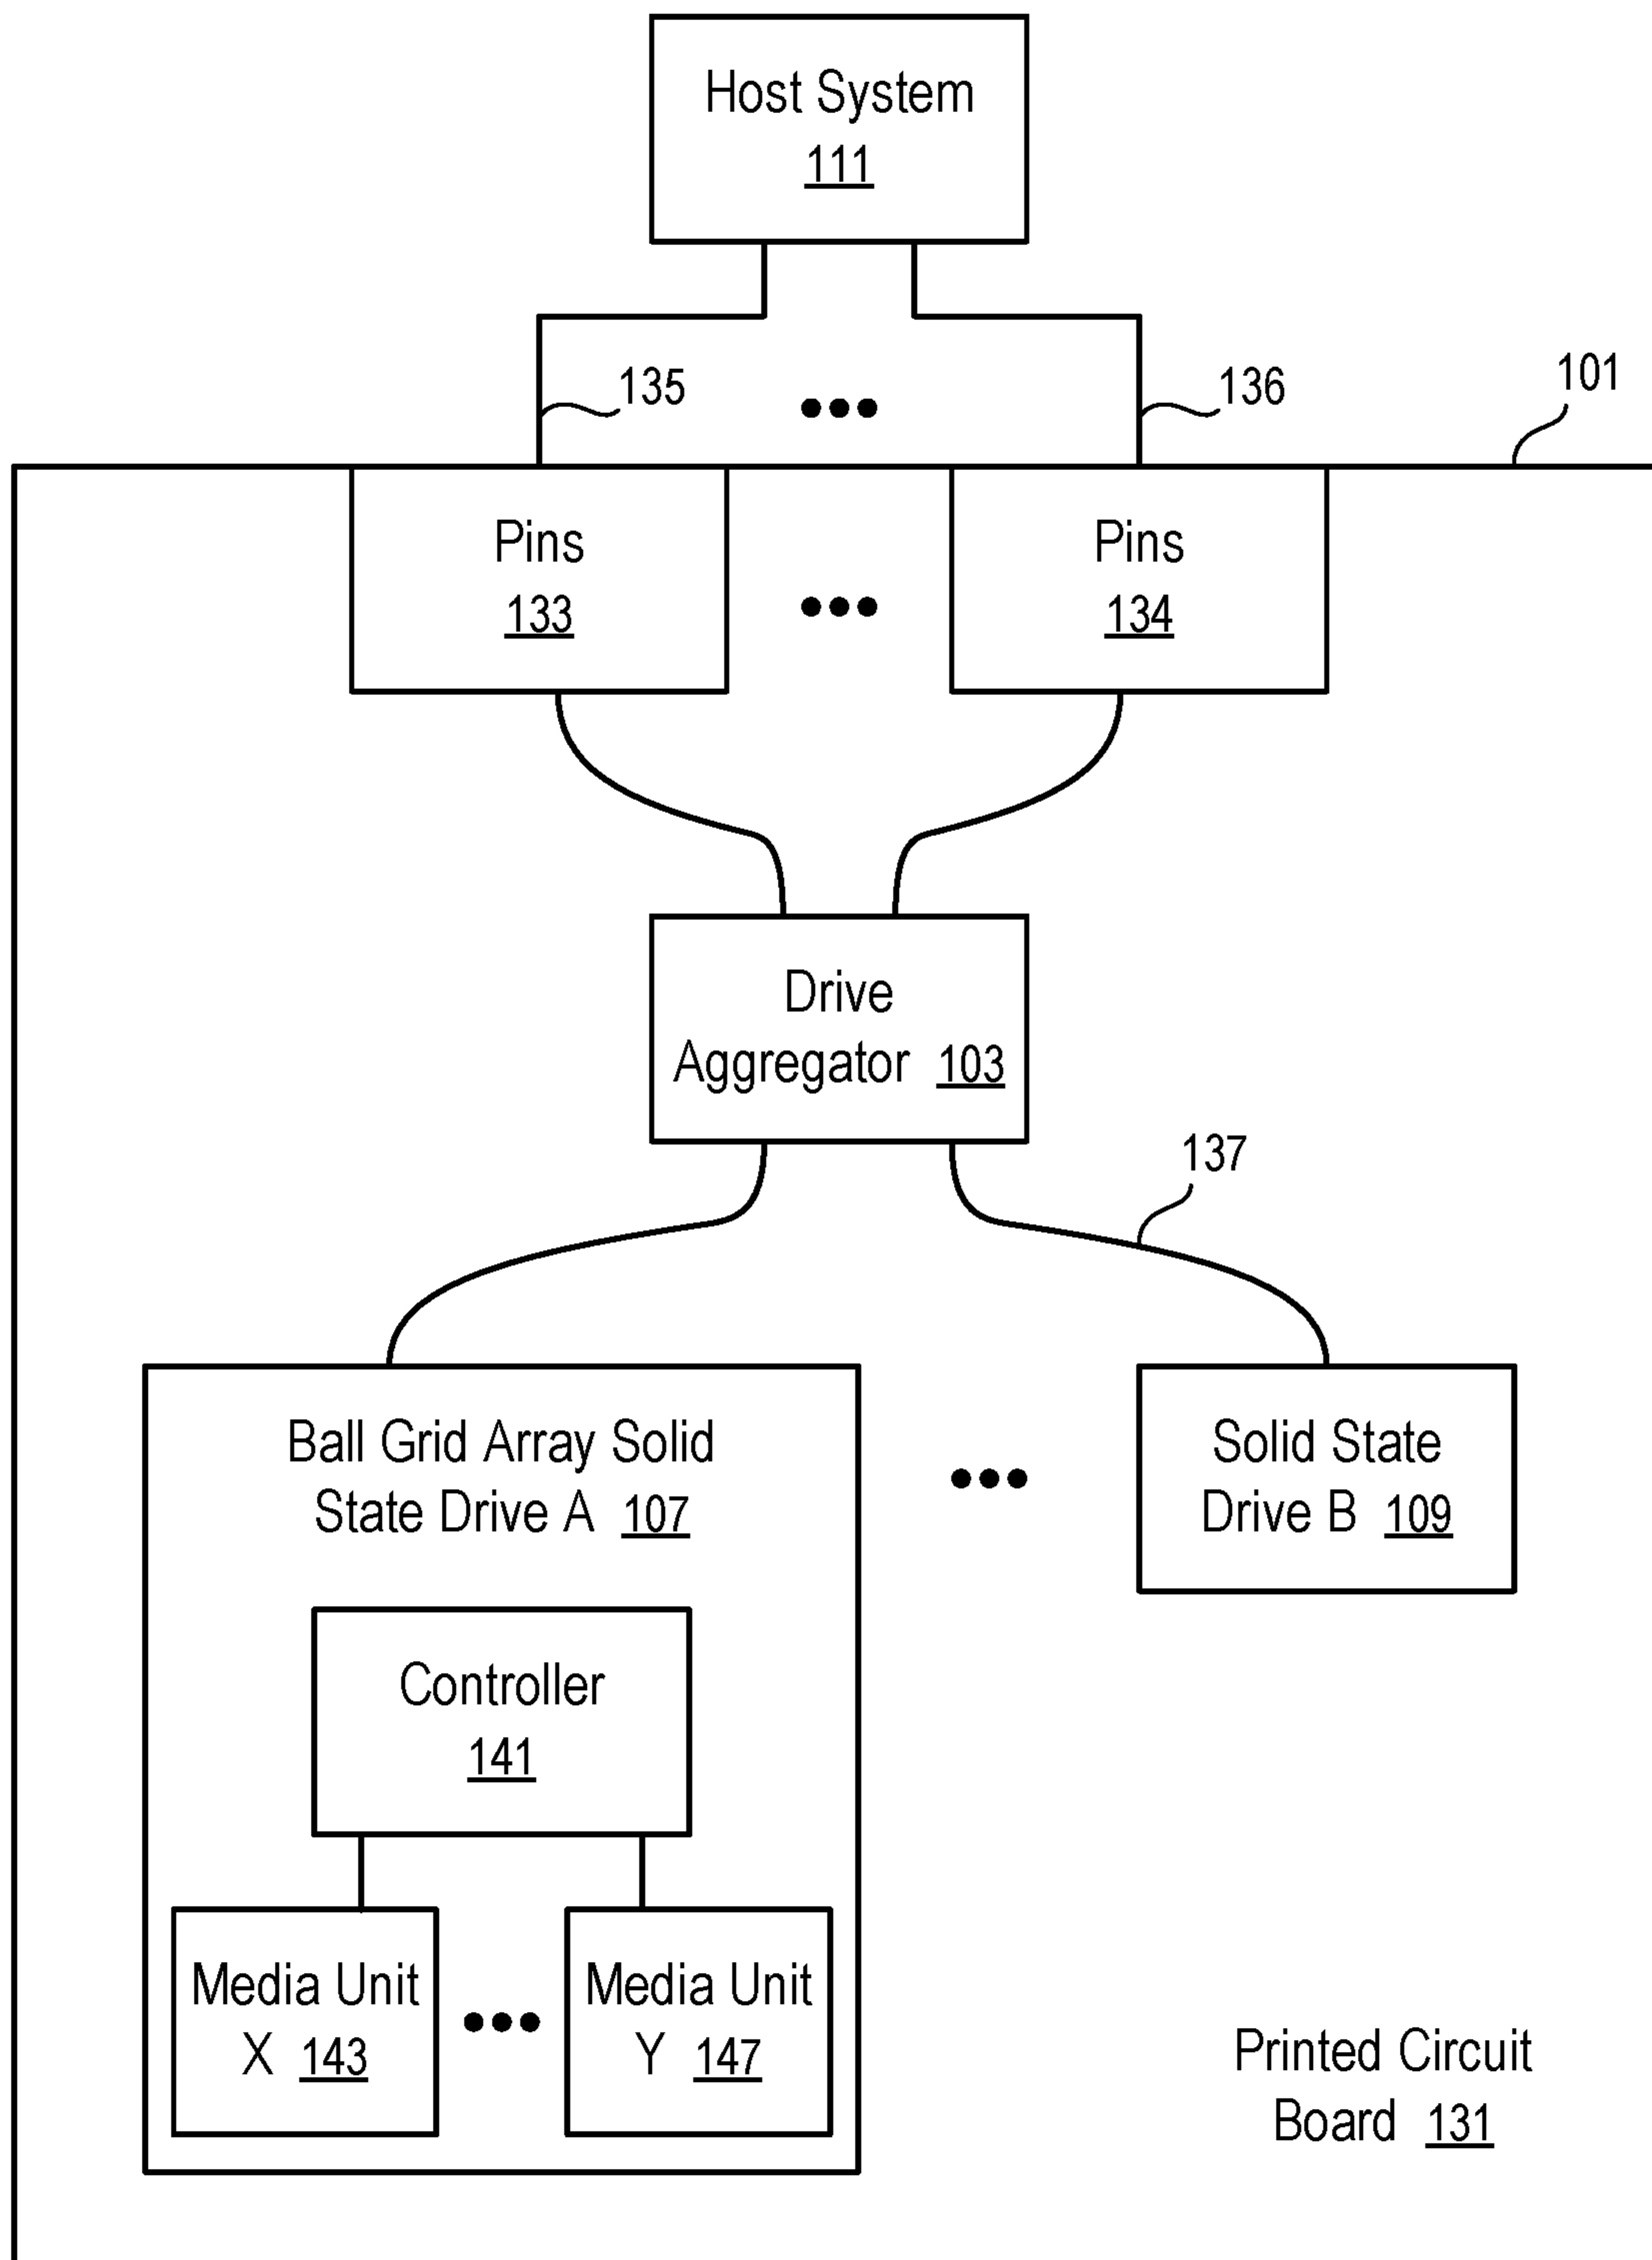 Host System
111
135
136
101
Pins
133
Pins
134
Drive
Aggregator 103
137
Ball Grid Array Solid
State Drive A 107
Solid State
Drive B 109
Controller
141
Media Unit
X 143
Media Unit
Y 147
Printed Circuit
Board 131